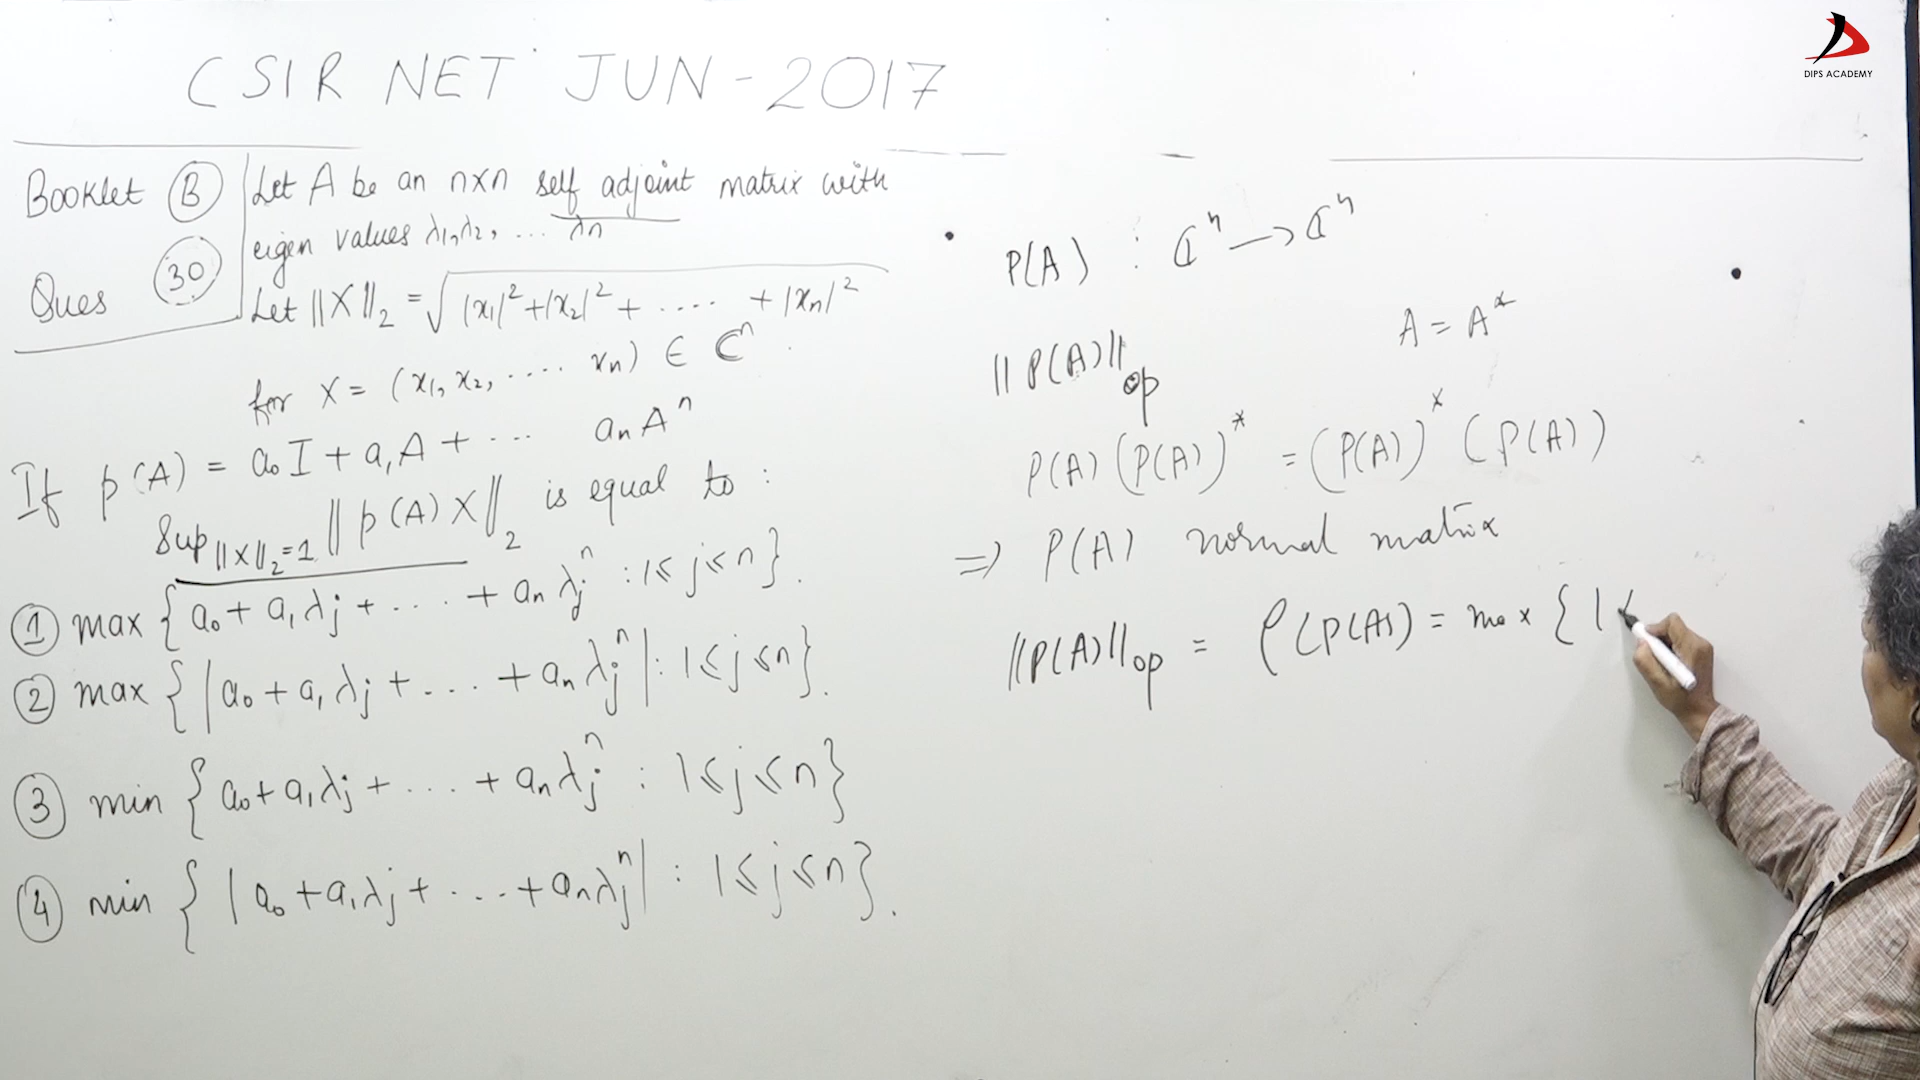 CSIR NET JUN-2017
DIPS ACADEMY
Booklet B
Ques 30
Let A be an n×n self adjoint matrix with
eigen values λ₁, λ₂, ... λn
Let ||X||₂ = √|x₁|²+|x₂|²+ .... +|xn|²
for X = (x₁, x₂, .... xn) ∈ ℂⁿ.
If p(A) = a₀I + a₁A + ... anAⁿ
Sup||X||₂=1 ||p(A)X||₂ is equal to :
① max {a₀ + a₁λj + .... + anλjⁿ : 1≤j≤n}.
② max {|a₀ + a₁λj + .... + anλjⁿ| : 1≤j≤n}.
③ min {a₀+a₁λj+ .... + anλjⁿ : 1≤j≤n}
④ min {|a₀+a₁λj+ ....+anλjⁿ| : 1≤j≤n}.
P(A) : ℂⁿ → ℂⁿ
||P(A)||op
A = A*
P(A)(P(A))* = (P(A))* (P(A))
⇒ P(A) normal matrix
||P(A)||op = ρ(P(A)) = max {|